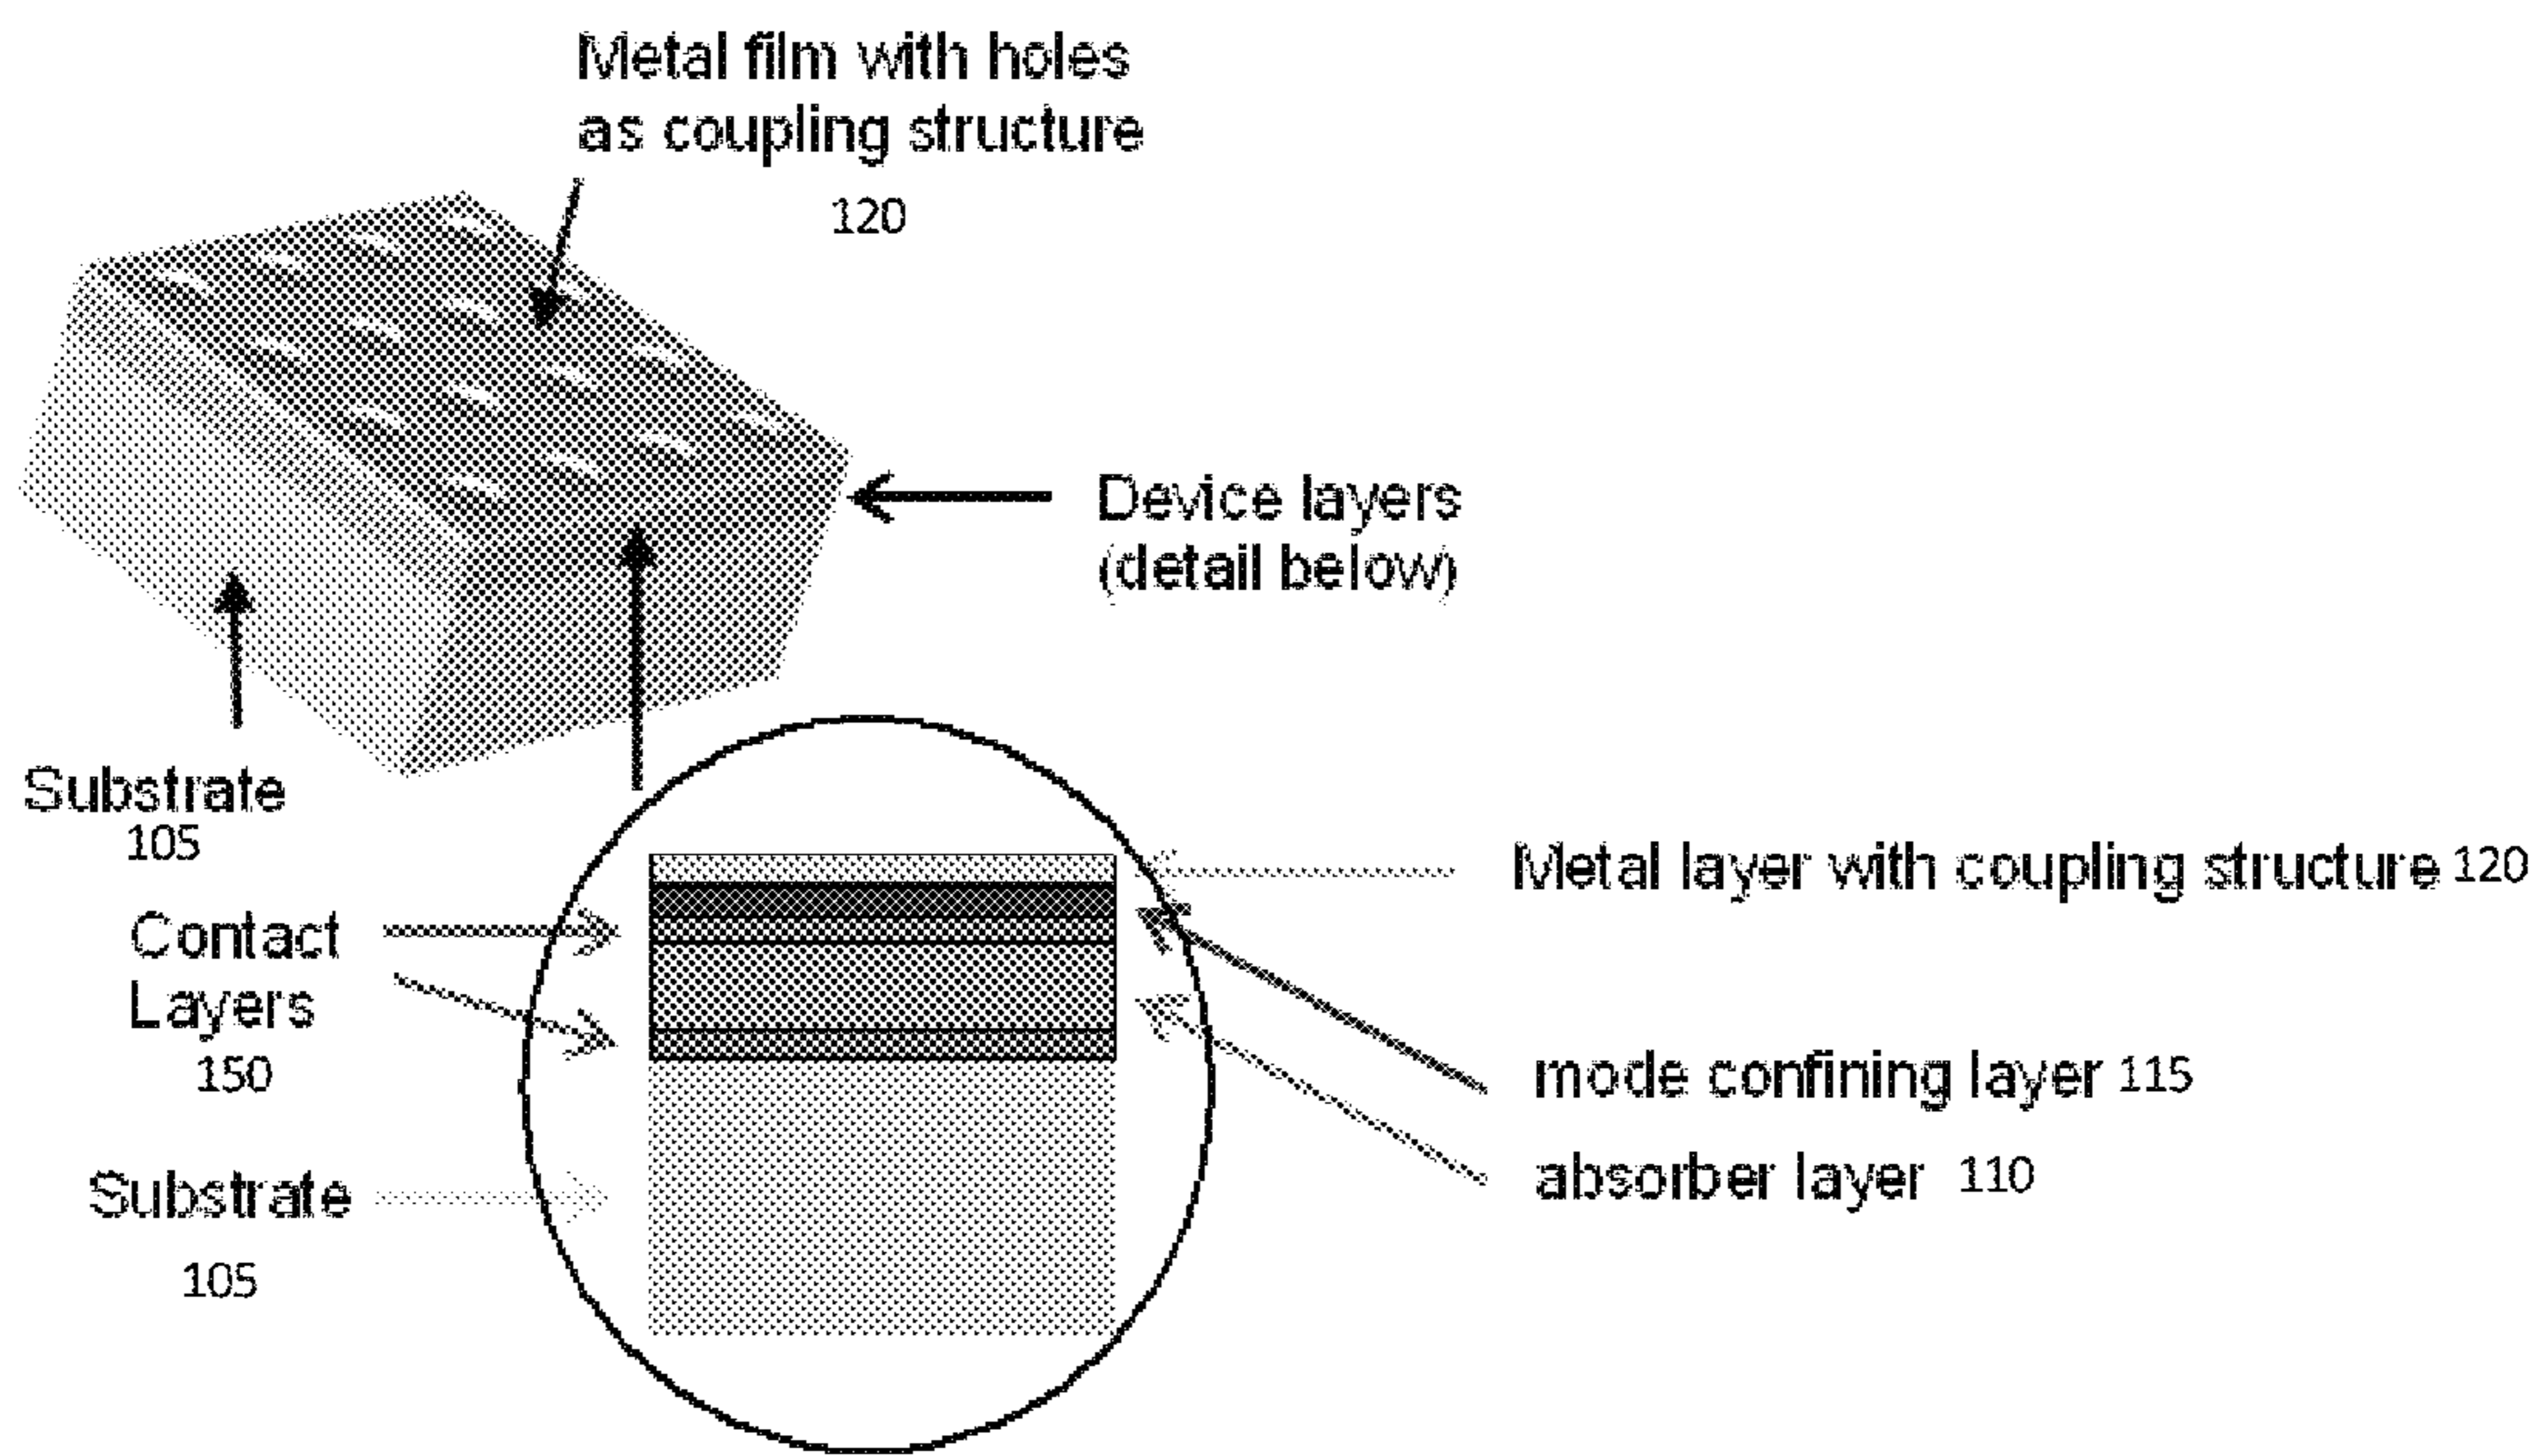 Metal film with holes
as coupling structure
120
Device layers
(detail below)
Substrate
105
Metal layer with coupling structure 120
Contact
Layers
150
mode confining layer 115
absorber layer 110
Substrate
105